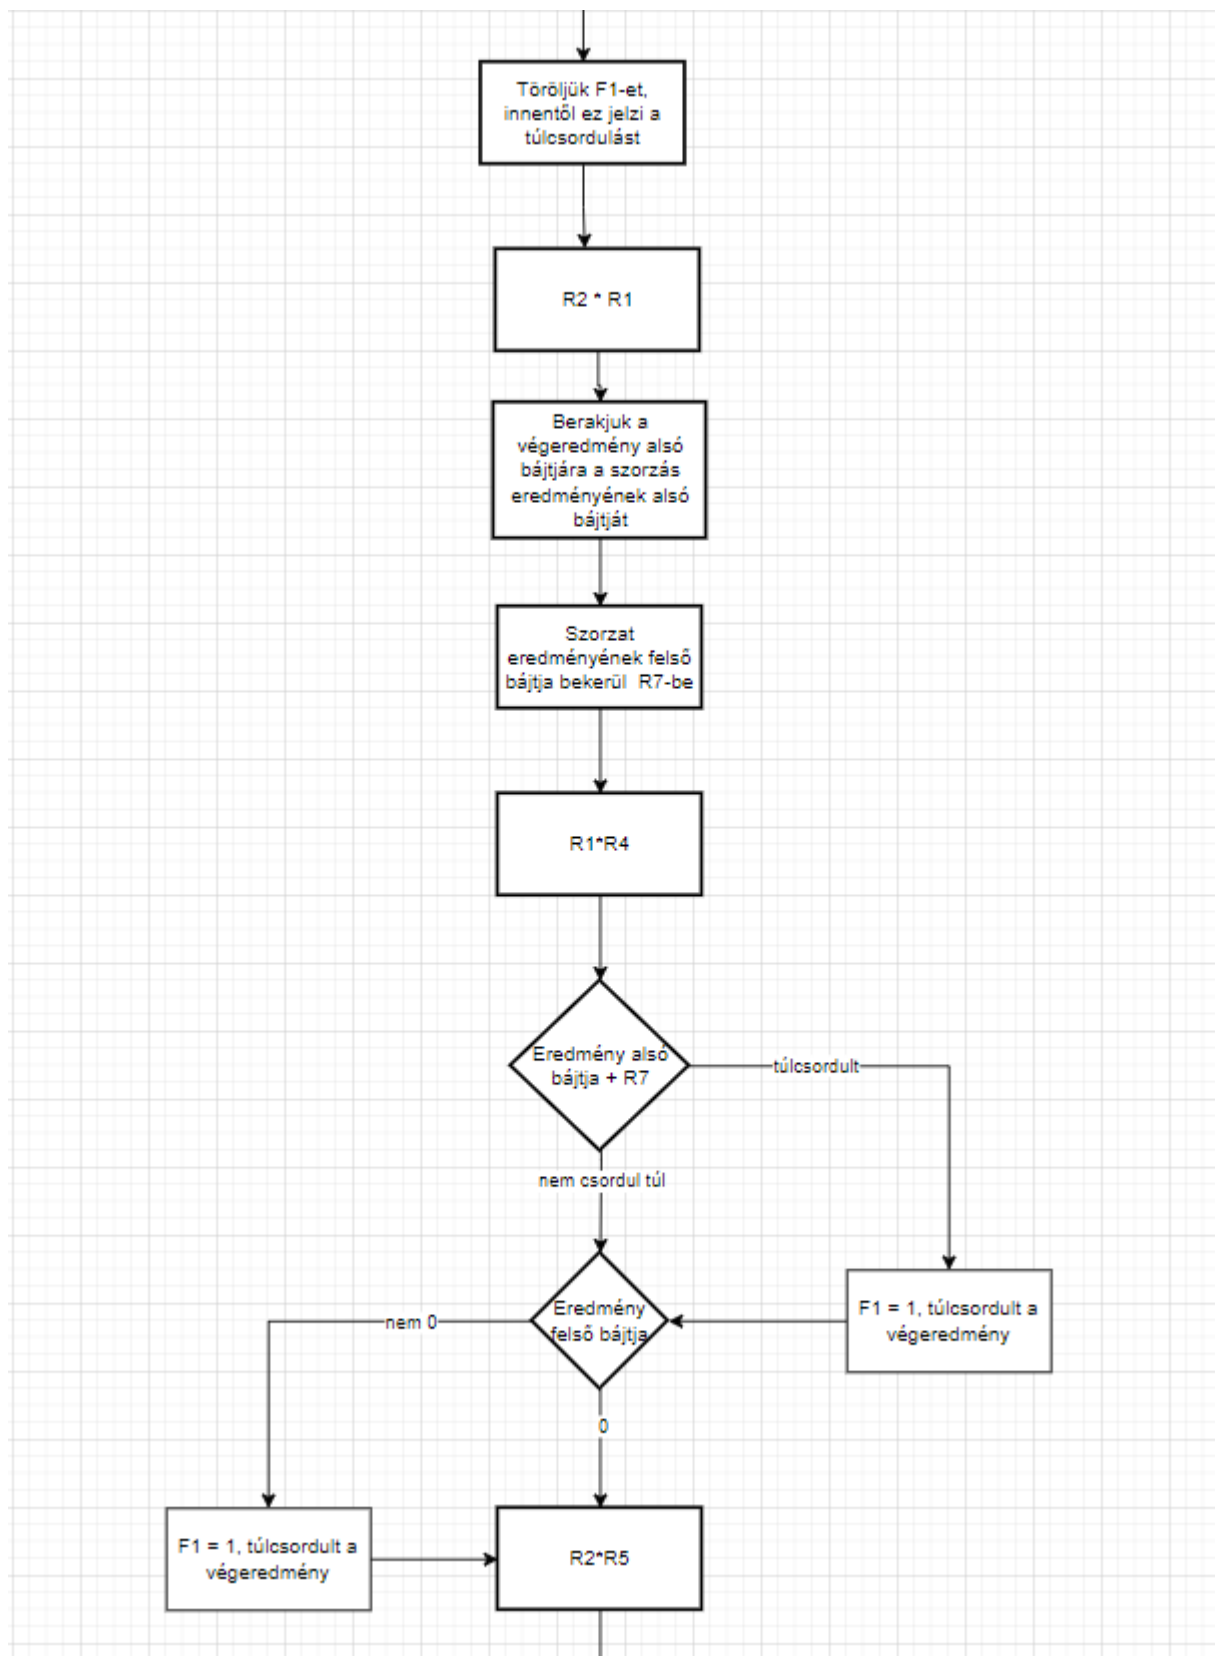 Töröljük F1-et,
innentől ez jelzi a
túlcsordulást
R2 * R1
Berakjuk a
végeredmény alsó
bájtjára a szorzás
eredményének alsó
bájtját
Szorzat
eredményének felső
bájtja bekerül R7-be
R1*R4
Eredmény alsó
bájtja + R7
túlcsordult
nem csordul túl
Eredmény
felső bájtja
F1 = 1, túlcsordult a
végeredmény
nem 0
0
F1 = 1, túlcsordult a
végeredmény
R2*R5